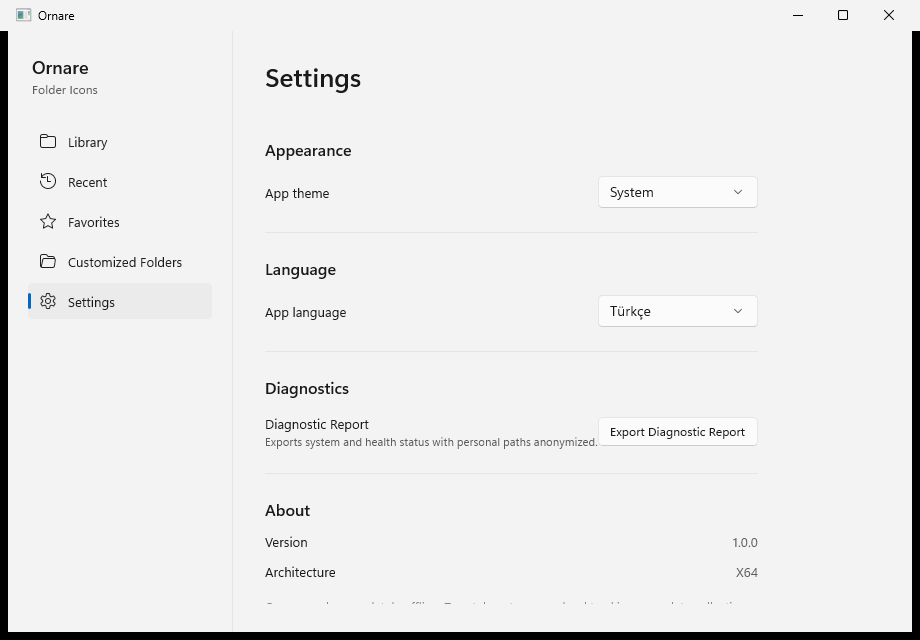 Ornare
Ornare
Folder Icons
Library
Recent
Favorites
Customized Folders
Settings
Settings
Appearance
App theme
System
Language
App language
Türkçe
Diagnostics
Diagnostic Report
Exports system and health status with personal paths anonymized.
Export Diagnostic Report
About
Version
1.0.0
Architecture
X64